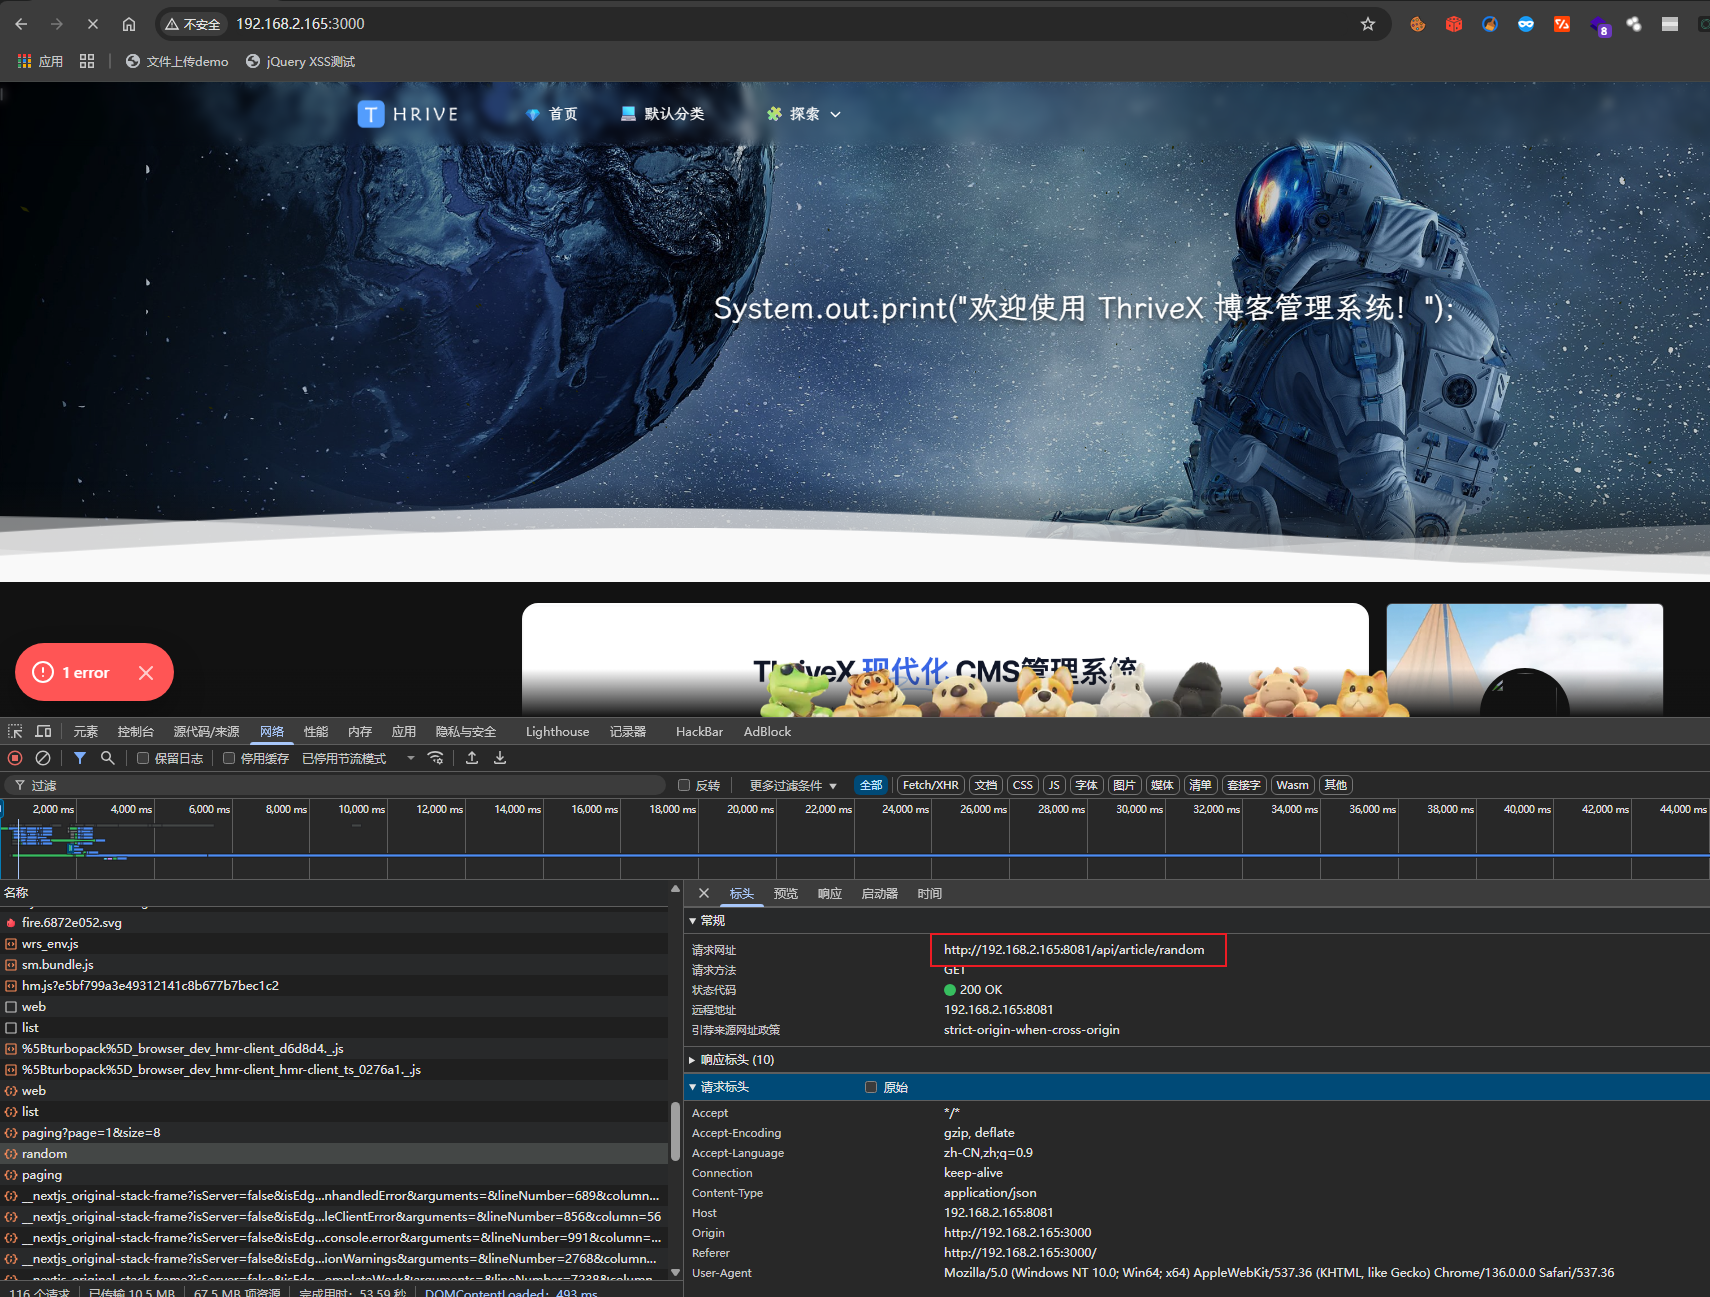 不安全 192.168.2.165:3000
8
应用 文件上传demo jQuery XSS测试
T HRIVE 首页 默认分类 探索
System.out.print("欢迎使用 ThriveX 博客管理系统！");
1 error
ThriveX 现代化 CMS管理系统
元素 控制台 源代码/来源 网络 性能 内存 应用 隐私与安全 Lighthouse 记录器 HackBar AdBlock
保留日志 停用缓存 已停用节流模式
过滤 反转 更多过滤条件 全部 Fetch/XHR 文档 CSS JS 字体 图片 媒体 清单 套接字 Wasm 其他
2,000 ms 4,000 ms 6,000 ms 8,000 ms 10,000 ms 12,000 ms 14,000 ms 16,000 ms 18,000 ms 20,000 ms 22,000 ms 24,000 ms 26,000 ms 28,000 ms 30,000 ms 32,000 ms 34,000 ms 36,000 ms 38,000 ms 40,000 ms 42,000 ms 44,000 ms
名称
fire.6872e052.svg
wrs_env.js
sm.bundle.js
hm.js?e5bf799a3e49312141c8b677b7bec1c2
web
list
%5Bturbopack%5D_browser_dev_hmr-client_d6d8d4._.js
%5Bturbopack%5D_browser_dev_hmr-client_hmr-client_ts_0276a1._.js
web
list
paging?page=1&size=8
random
paging
__nextjs_original-stack-frame?isServer=false&isEdg...nhandledError&arguments=&lineNumber=689&column...
__nextjs_original-stack-frame?isServer=false&isEdg...leClientError&arguments=&lineNumber=856&column=56
__nextjs_original-stack-frame?isServer=false&isEdg...console.error&arguments=&lineNumber=991&column=...
__nextjs_original-stack-frame?isServer=false&isEdg...ionWarnings&arguments=&lineNumber=2768&column...
__nextjs_original-stack-frame?isServer=false&isEdg...ompleteWork&arguments=&lineNumber=7238&column...
116 个请求 已传输 10.5 MB 67.5 MB 项资源 完成用时：53.59 秒 DOMContentLoaded：493 ms
标头 预览 响应 启动器 时间
常规
请求网址 http://192.168.2.165:8081/api/article/random
请求方法 GET
状态代码 200 OK
远程地址 192.168.2.165:8081
引荐来源网址政策 strict-origin-when-cross-origin
响应标头 (10)
请求标头 原始
Accept */*
Accept-Encoding gzip, deflate
Accept-Language zh-CN,zh;q=0.9
Connection keep-alive
Content-Type application/json
Host 192.168.2.165:8081
Origin http://192.168.2.165:3000
Referer http://192.168.2.165:3000/
User-Agent Mozilla/5.0 (Windows NT 10.0; Win64; x64) AppleWebKit/537.36 (KHTML, like Gecko) Chrome/136.0.0.0 Safari/537.36